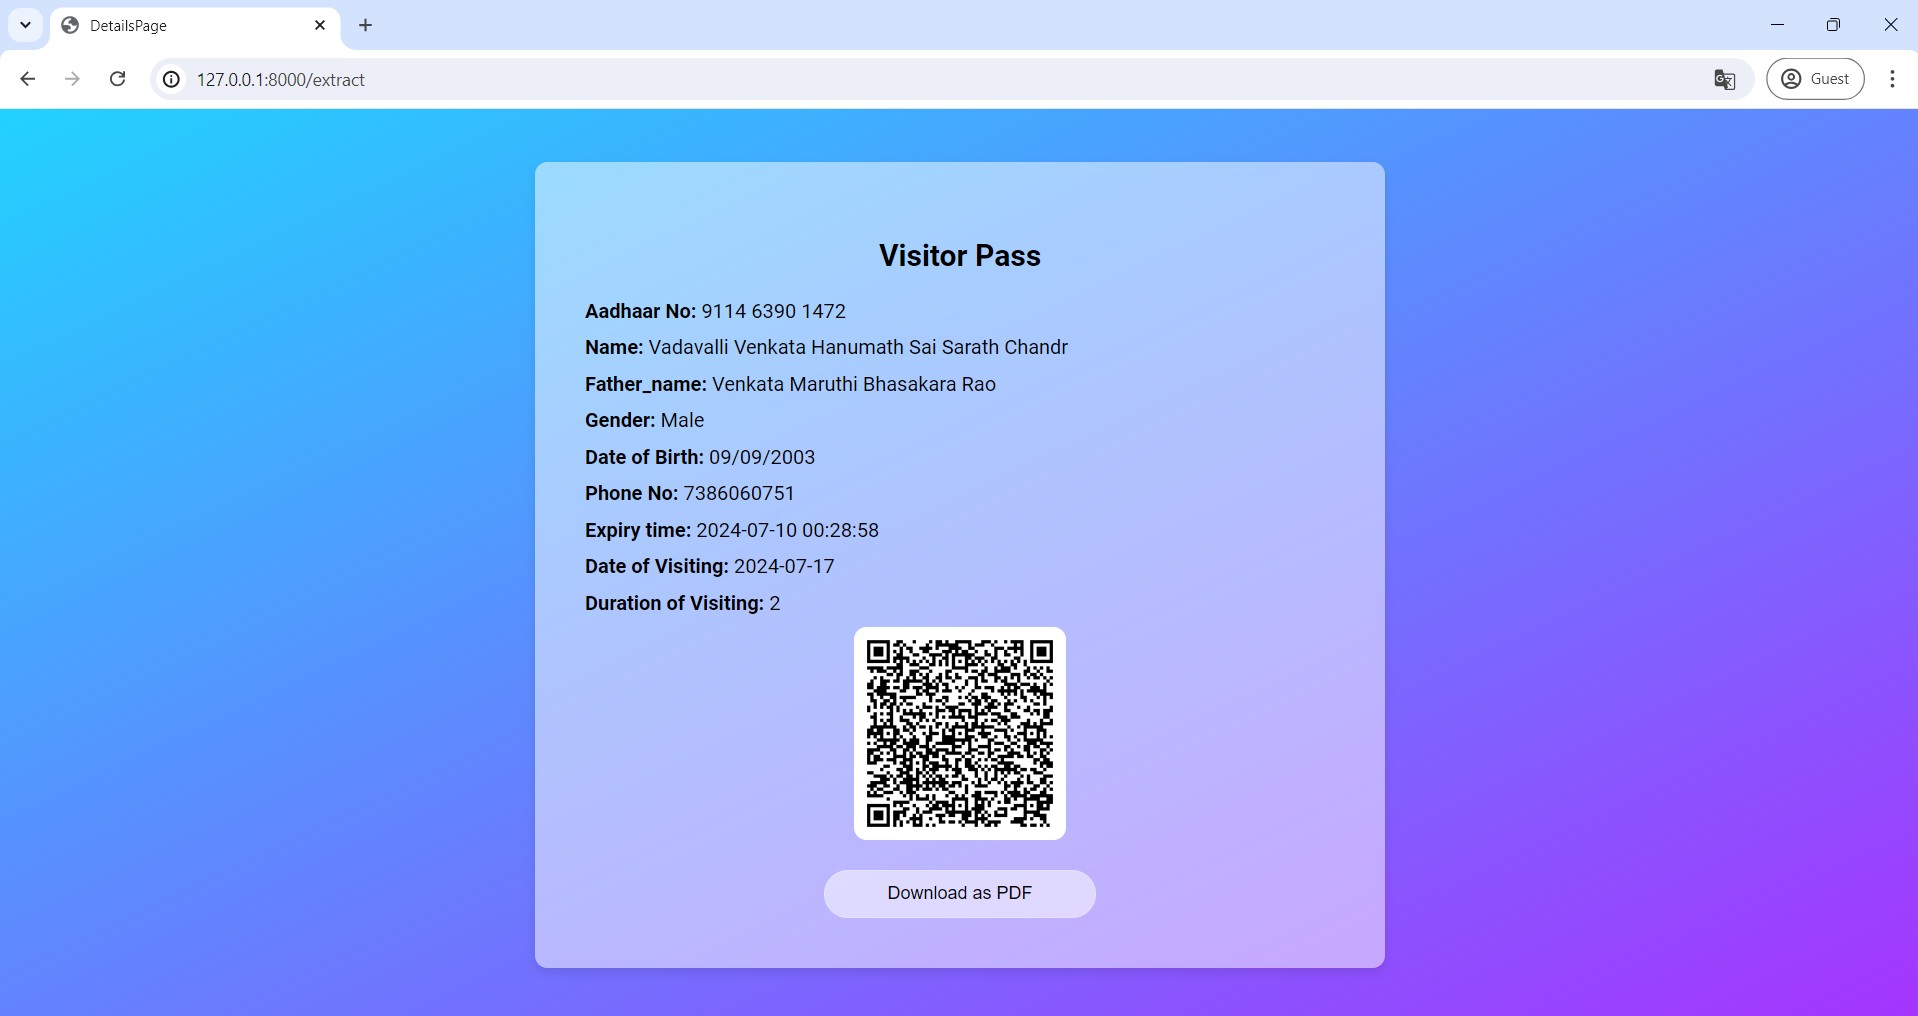 DetailsPage
127.0.0.1:8000/extract
Guest
Visitor Pass
Aadhaar No: 9114 6390 1472
Name: Vadavalli Venkata Hanumath Sai Sarath Chandr
Father_name: Venkata Maruthi Bhasakara Rao
Gender: Male
Date of Birth: 09/09/2003
Phone No: 7386060751
Expiry time: 2024-07-10 00:28:58
Date of Visiting: 2024-07-17
Duration of Visiting: 2
Download as PDF